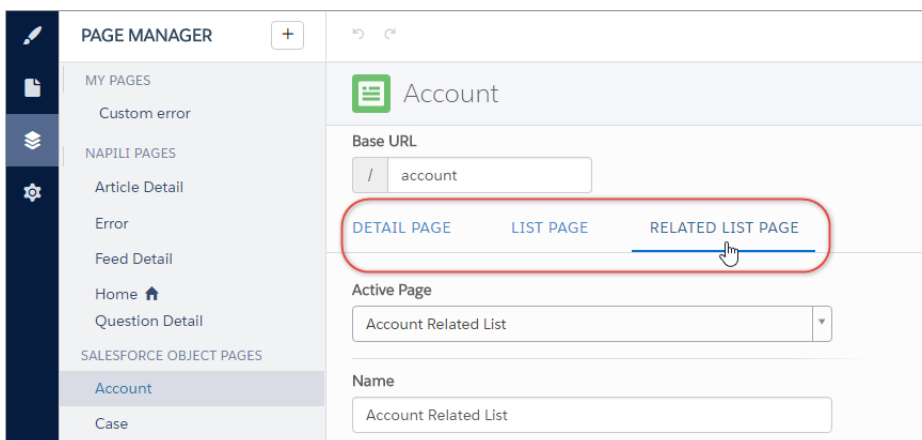 PAGE MANAGER
+
MY PAGES
Custom error
NAPILI PAGES
Article Detail
Error
Feed Detail
Home
Question Detail
SALESFORCE OBJECT PAGES
Account
Case
Account
Base URL
/ account
DETAIL PAGE LIST PAGE RELATED LIST PAGE
Active Page
Account Related List
Name
Account Related List